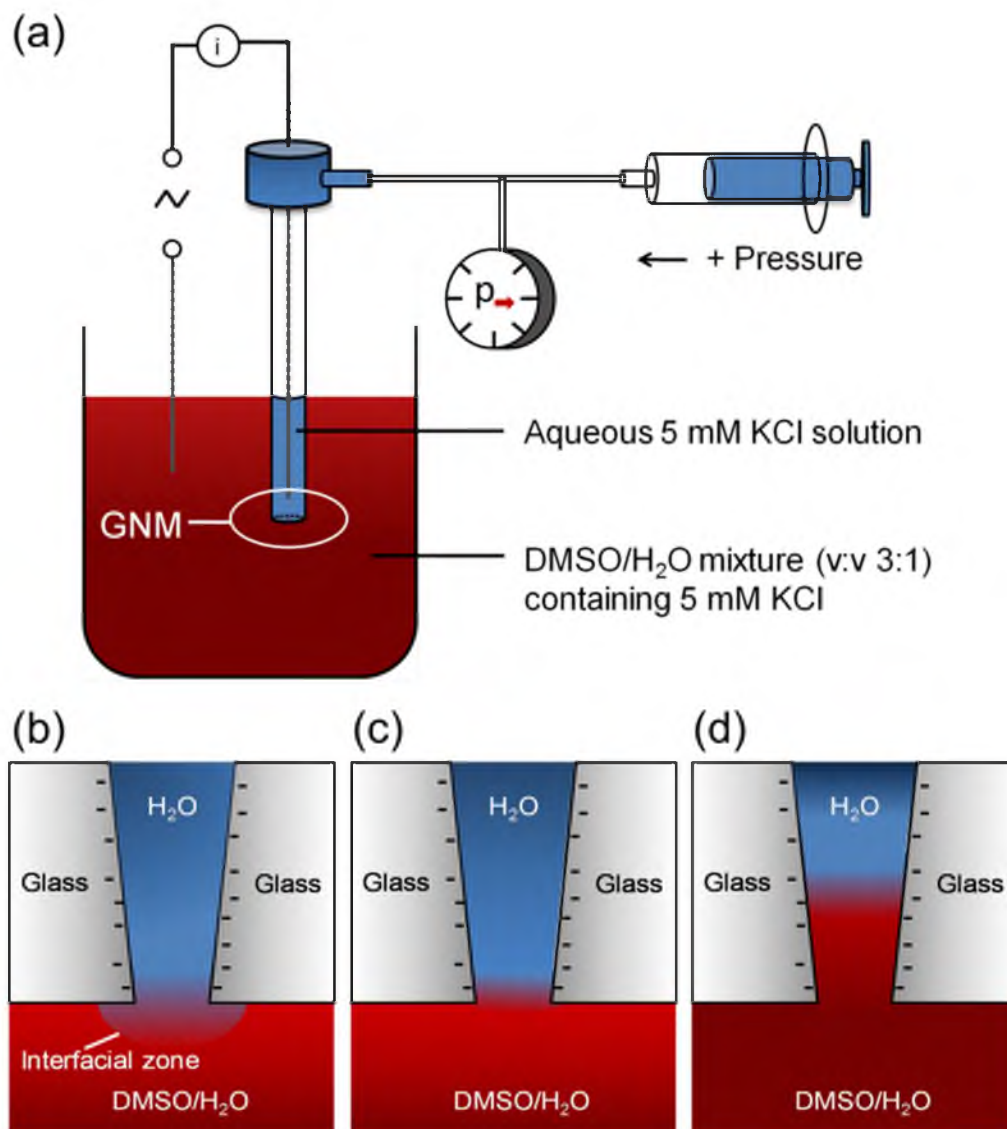 (a)
i
p
← + Pressure
Aqueous 5 mM KCl solution
GNM
DMSO/H₂O mixture (v:v 3:1)
containing 5 mM KCl
(b)
H₂O
Glass
Glass
Interfacial zone
DMSO/H₂O
(c)
H₂O
Glass
Glass
DMSO/H₂O
(d)
H₂O
Glass
Glass
DMSO/H₂O